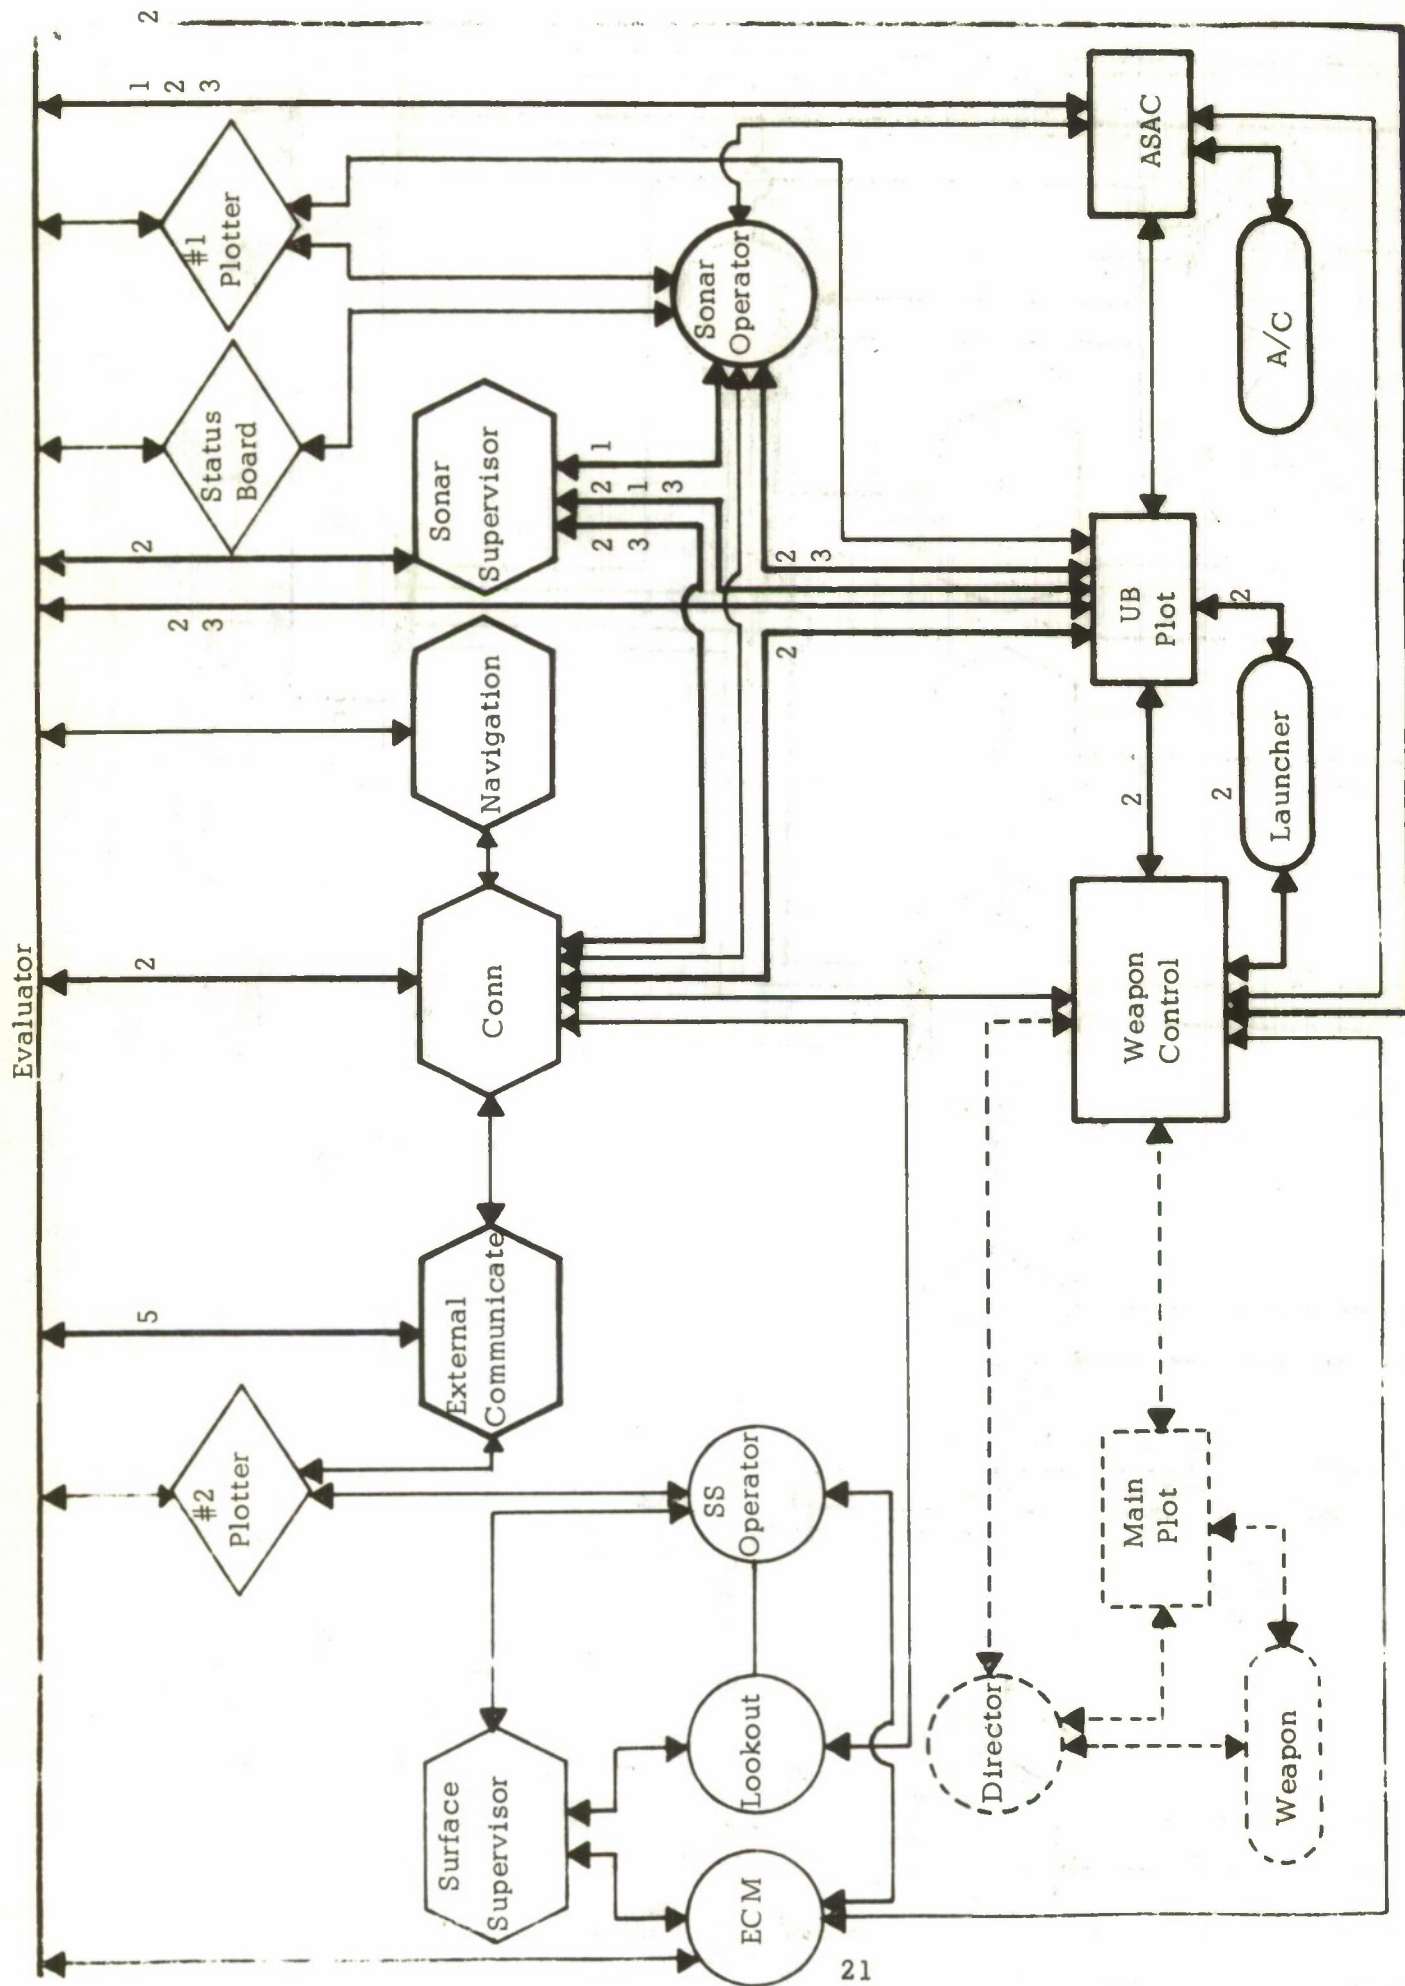 Evaluator
2
1
2
3
#1
Plotter
Status
Board
2
2
3
2
5
#2
Plotter
Sonar
Supervisor
Navigation
Conn
External
Communicate
Surface
Supervisor
1
2 1 3
2 3
Sonar
Operator
2
3
2
SS
Operator
Lookout
ECM
Director
ASAC
UB
Plot
2
Weapon
Control
Main
Plot
Weapon
A/C
2
2
Launcher
21